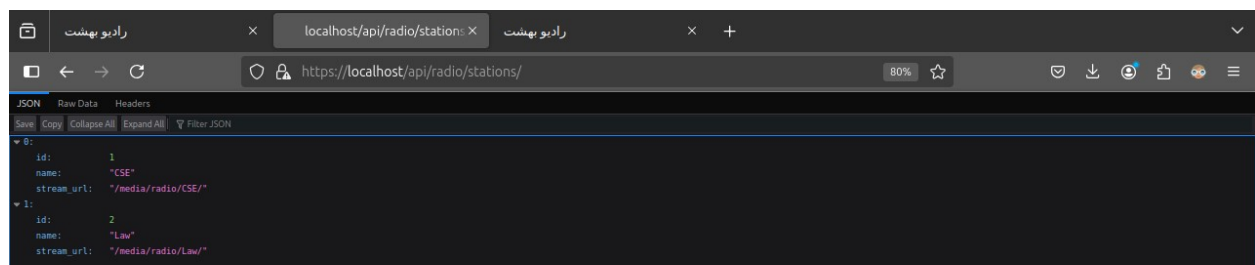 رادیو بهشت × localhost/api/radio/stations × رادیو بهشت × +
https://localhost/api/radio/stations/ 80%
JSON Raw Data Headers
Save Copy Collapse All Expand All Filter JSON
0:
id: 1
name: "CSE"
stream_url: "/media/radio/CSE/"
1:
id: 2
name: "Law"
stream_url: "/media/radio/Law/"